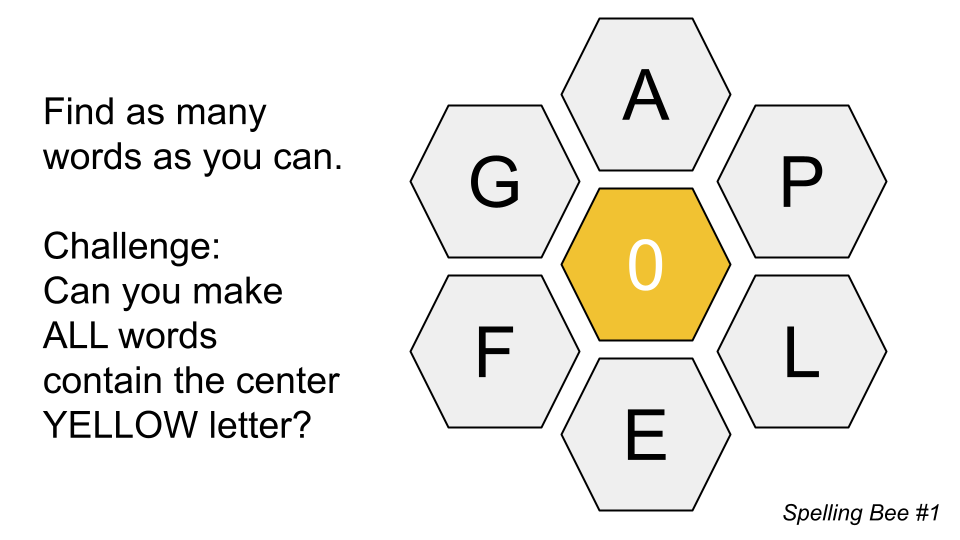 Find as many
words as you can.
Challenge:
Can you make
ALL words
contain the center
YELLOW letter?
A
G
P
0
F
L
E
Spelling Bee #1